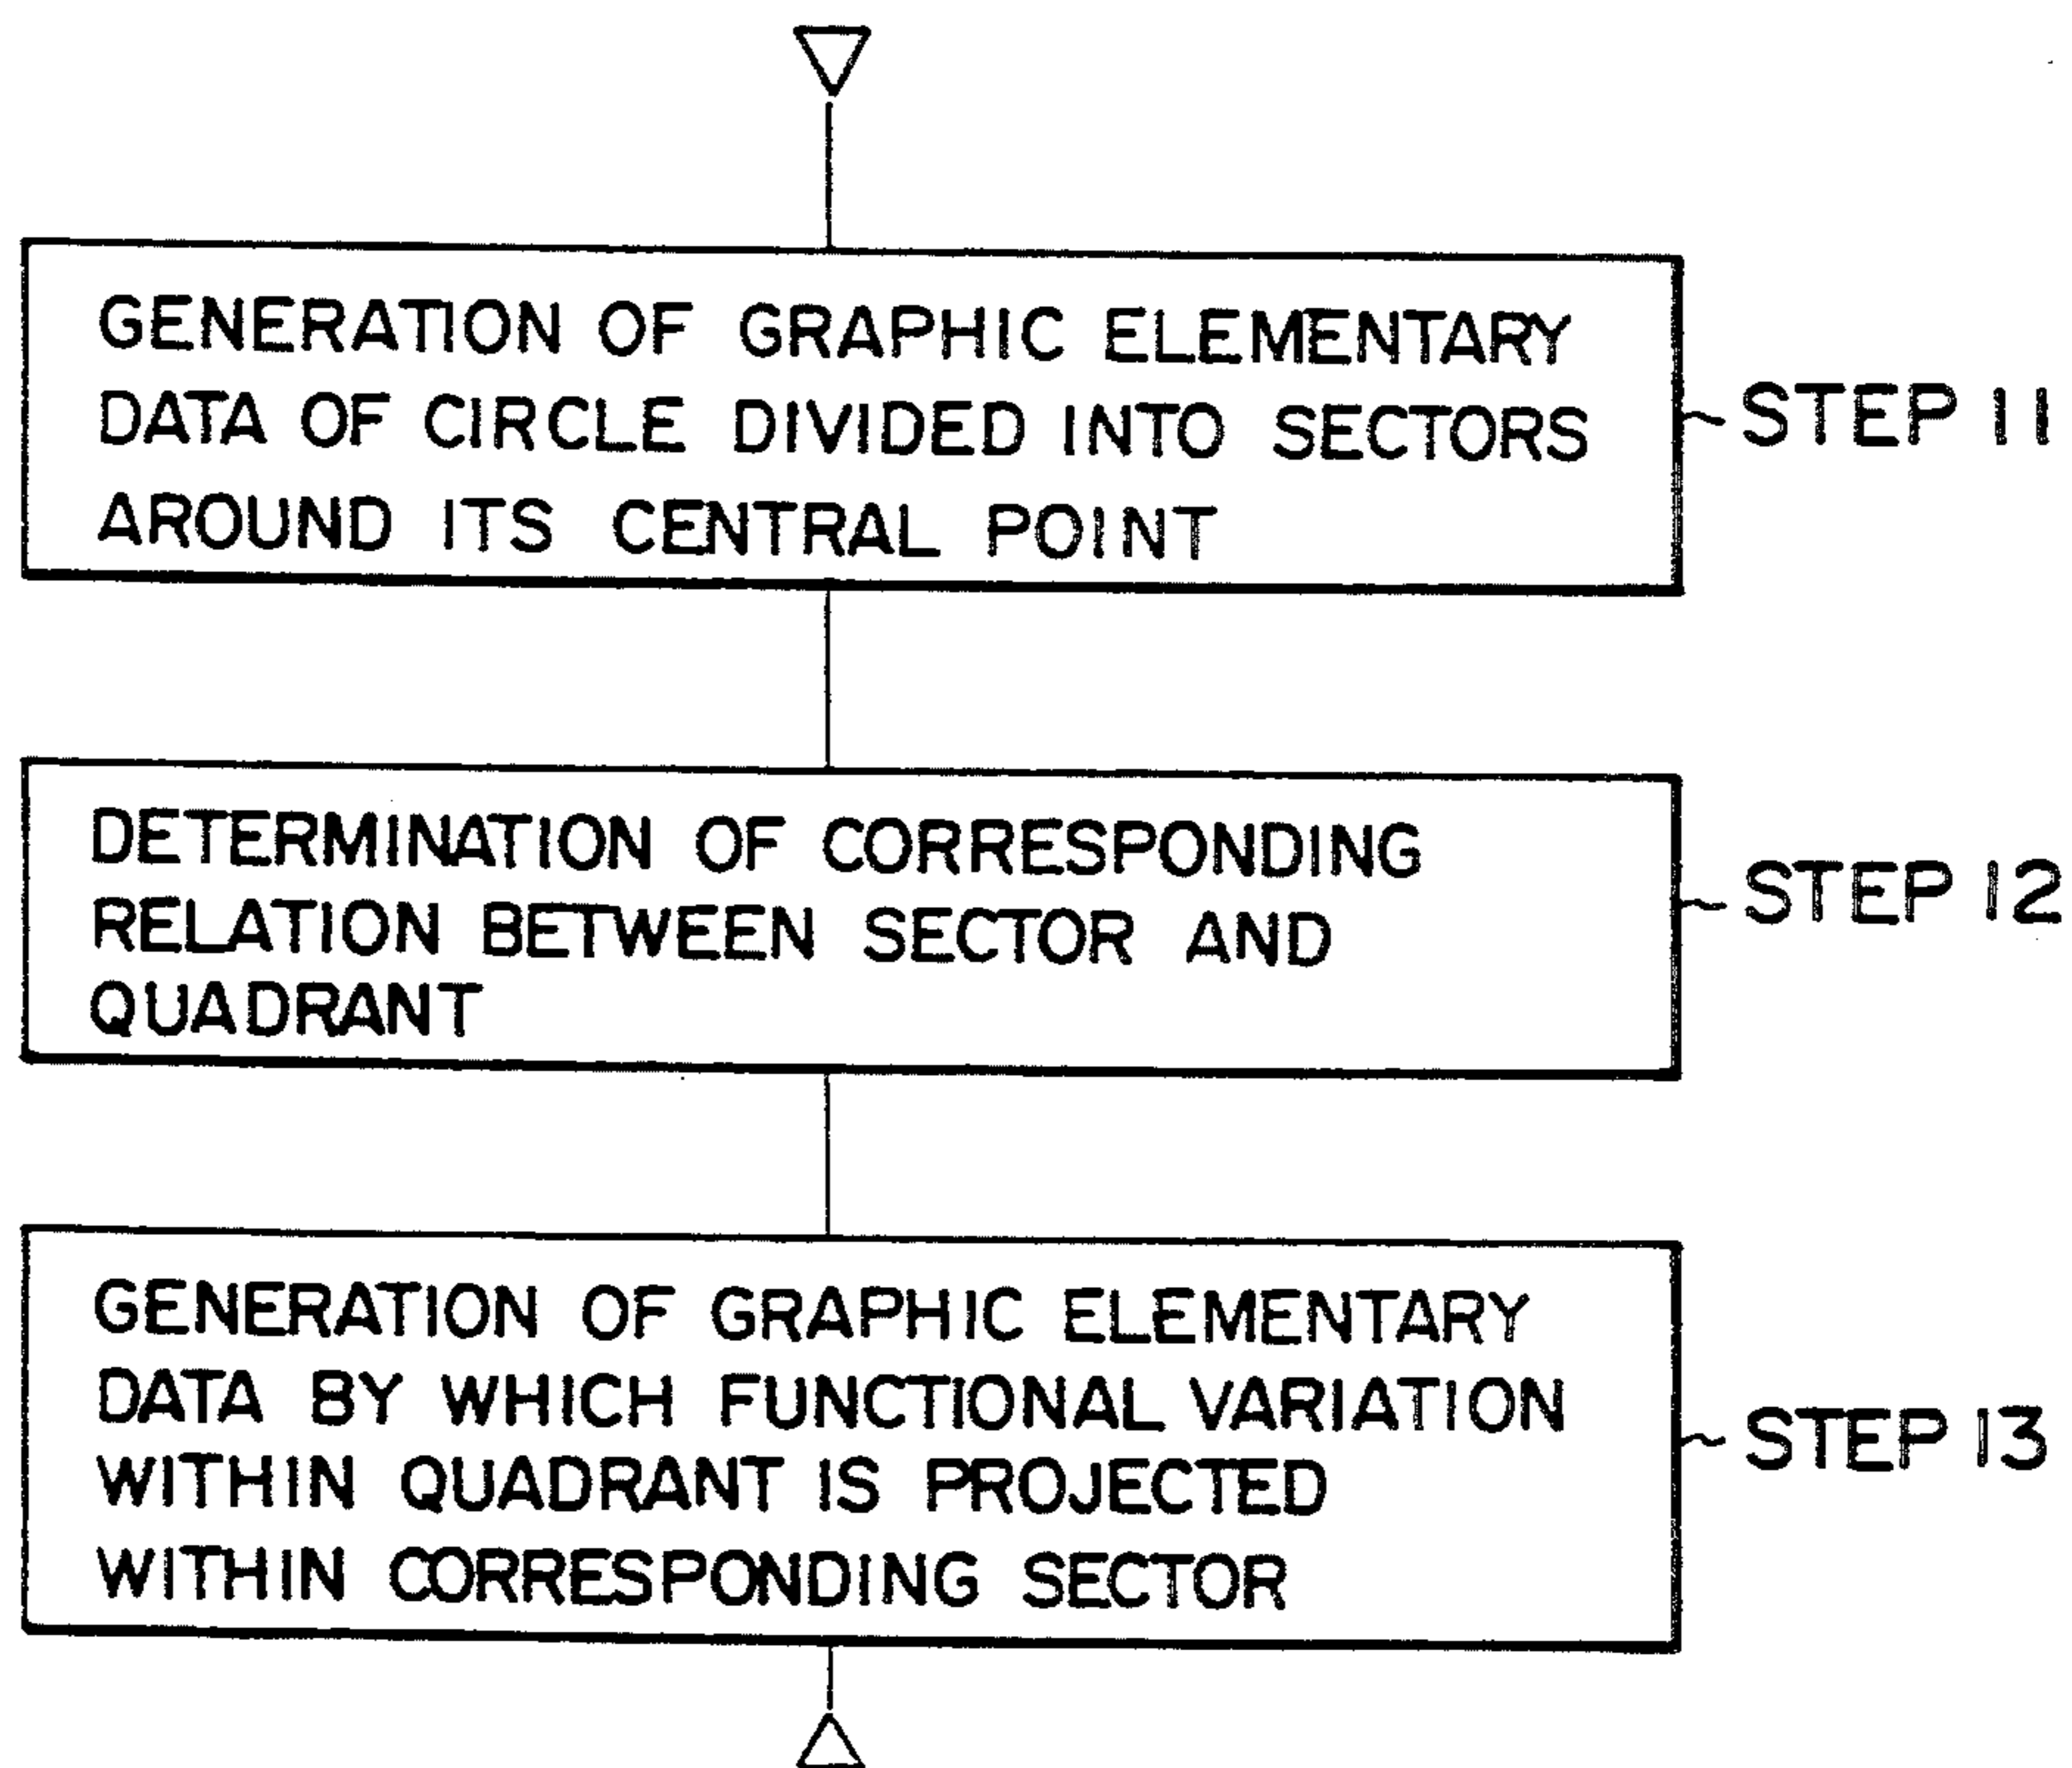 GENERATION OF GRAPHIC ELEMENTARY
DATA OF CIRCLE DIVIDED INTO SECTORS
AROUND ITS CENTRAL POINT
STEP 11
DETERMINATION OF CORRESPONDING
RELATION BETWEEN SECTOR AND
QUADRANT
STEP 12
GENERATION OF GRAPHIC ELEMENTARY
DATA BY WHICH FUNCTIONAL VARIATION
WITHIN QUADRANT IS PROJECTED
WITHIN CORRESPONDING SECTOR
STEP 13